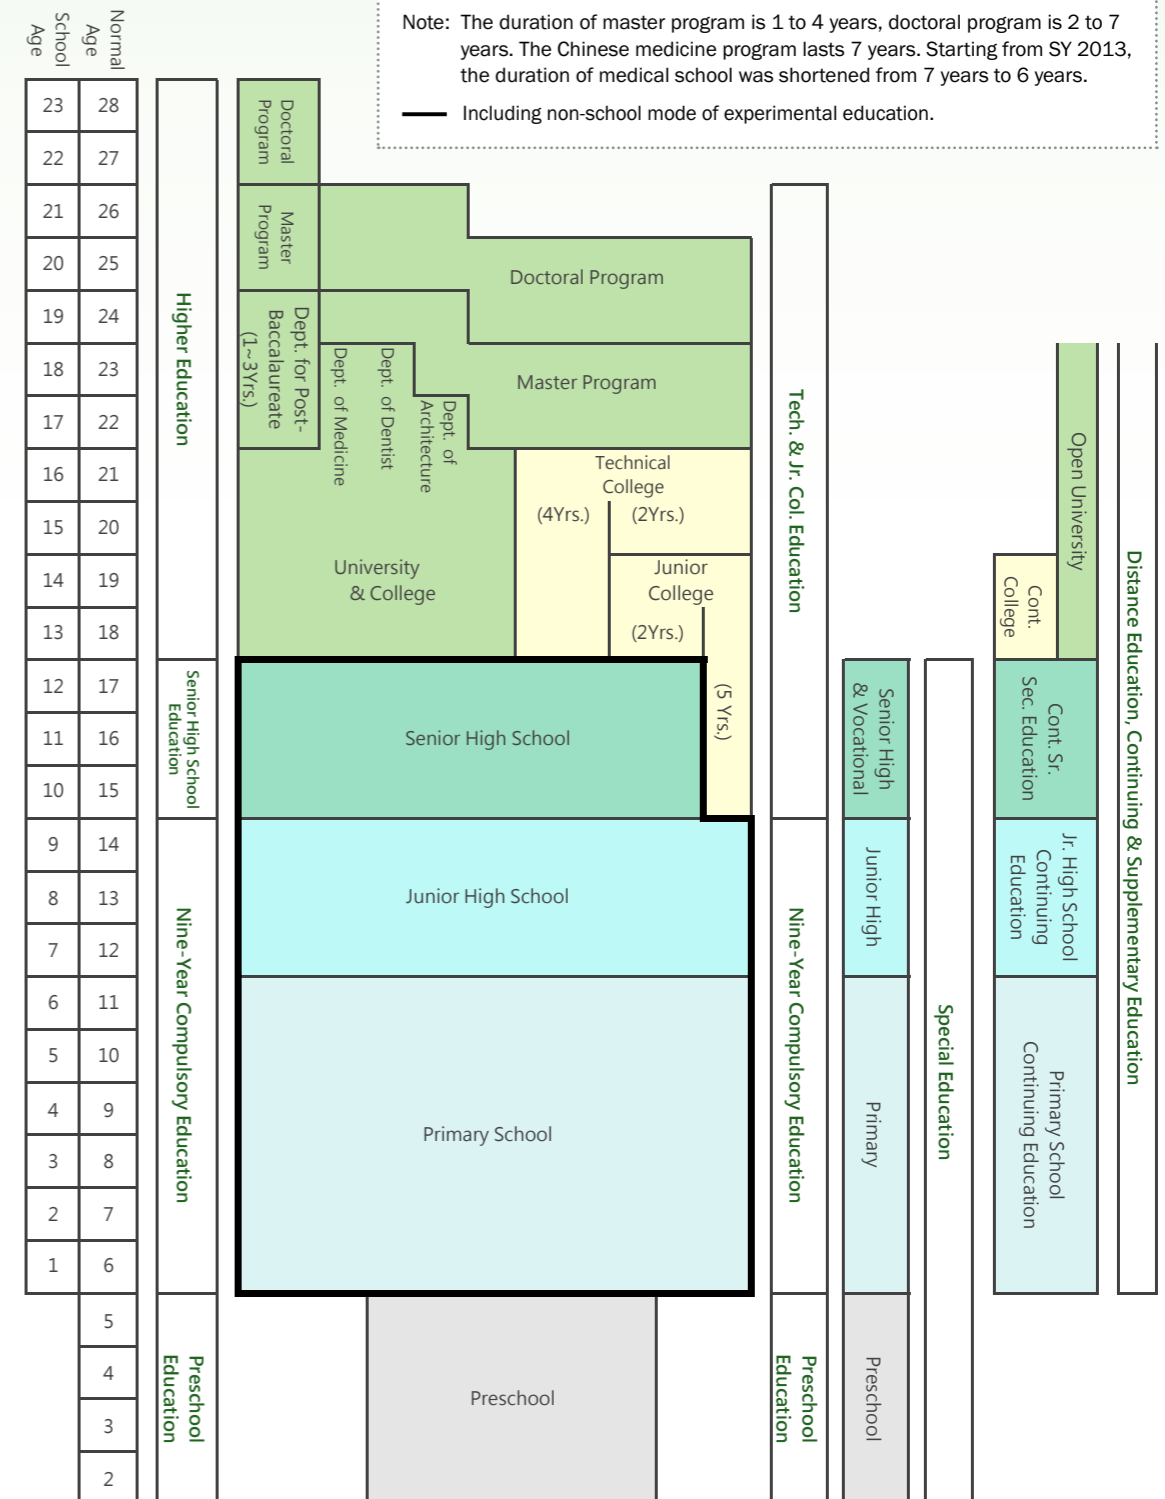 School
Age
Normal
Age
Note: The duration of master program is 1 to 4 years, doctoral program is 2 to 7
years. The Chinese medicine program lasts 7 years. Starting from SY 2013,
the duration of medical school was shortened from 7 years to 6 years.
Including non-school mode of experimental education.
23 28
22 27
21 26
20 25
19 24
18 23
17 22
16 21
15 20
14 19
13 18
12 17
11 16
10 15
9 14
8 13
7 12
6 11
5 10
4 9
3 8
2 7
1 6
5
4
3
2
Higher Education
Senior High School
Education
Nine-Year Compulsory Education
Preschool
Education
Doctoral
Program
Master
Program
Dept. for Post-
Baccalaureate
(1~3Yrs.)
Dept. of Medicine
Dept. of Dentist
Dept. of
Architecture
Doctoral Program
Master Program
University
& College
Technical
College
(4Yrs.)
(2Yrs.)
Junior
College
(2Yrs.)
(5 Yrs.)
Senior High School
Junior High School
Primary School
Preschool
Tech. & Jr. Col. Education
Nine-Year Compulsory Education
Preschool
Education
Senior High
& Vocational
Junior High
Primary
Preschool
Special Education
Open University
Cont.
College
Cont. Sr.
Sec. Education
Jr. High School
Continuing
Education
Primary School
Continuing Education
Distance Education, Continuing & Supplementary Education